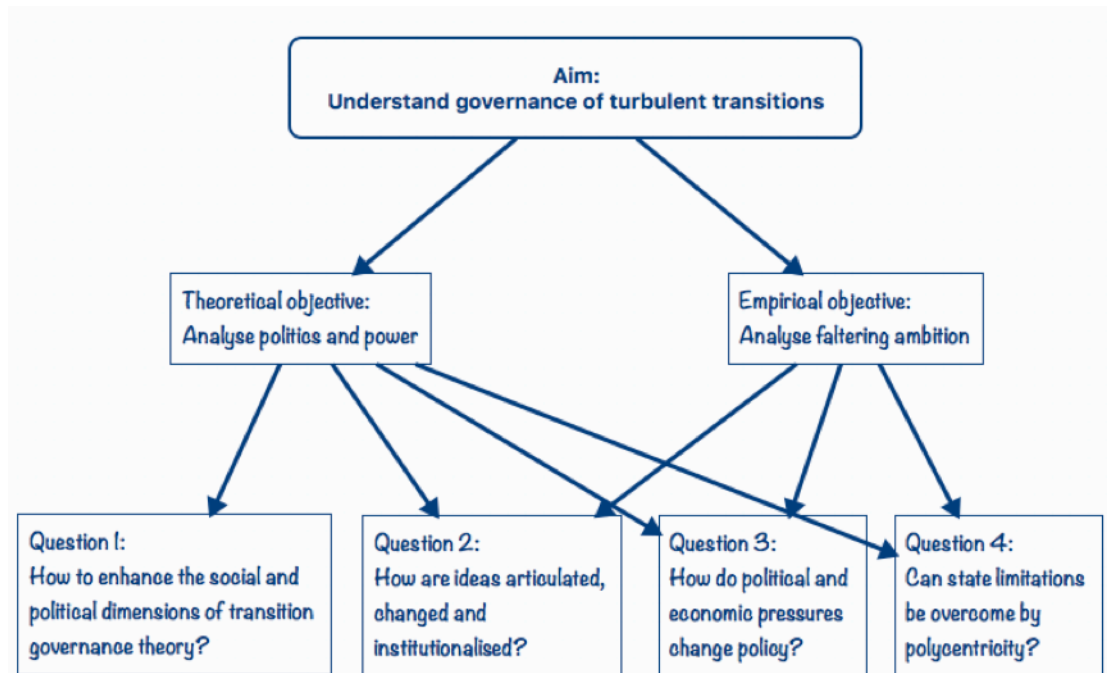 Aim:
Understand governance of turbulent transitions
Theoretical objective:
Analyse politics and power
Empirical objective:
Analyse faltering ambition
Question 1:
How to enhance the social and
political dimensions of transition
governance theory?
Question 2:
How are ideas articulated,
changed and
institutionalised?
Question 3:
How do political and
economic pressures
change policy?
Question 4:
Can state limitations
be overcome by
polycentricity?